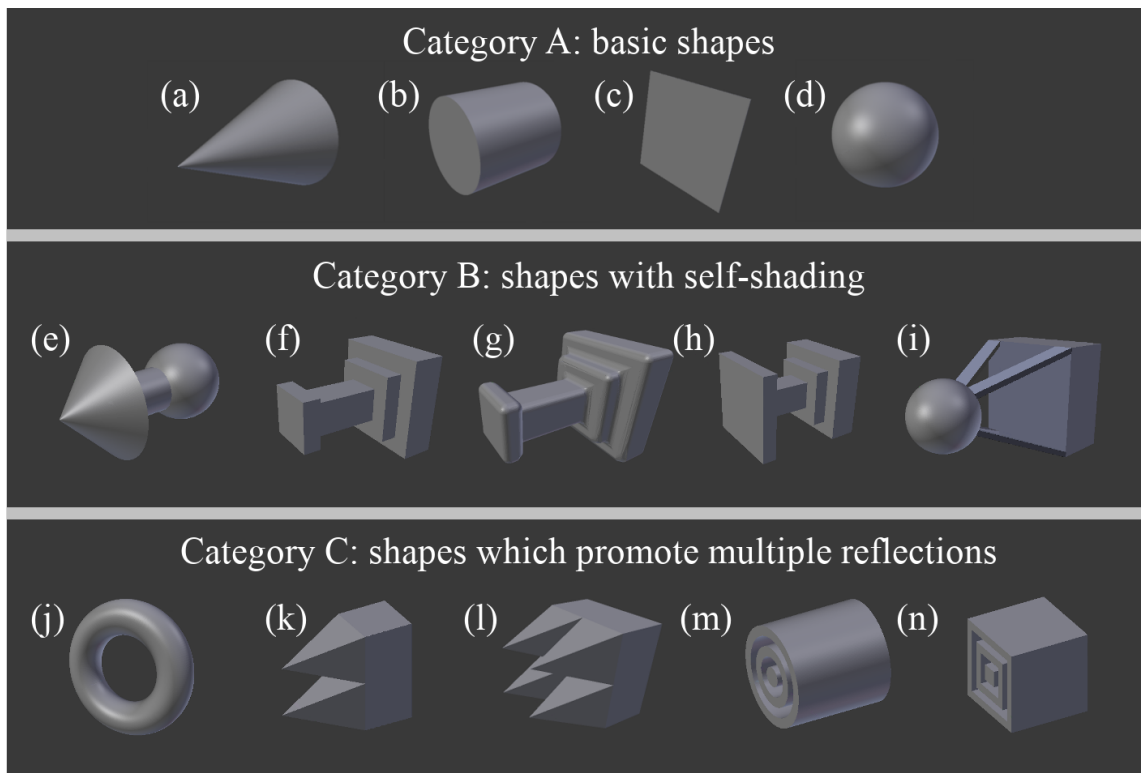 Category A: basic shapes
(a) (b) (c) (d)
Category B: shapes with self-shading
(e) (f) (g) (h) (i)
Category C: shapes which promote multiple reflections
(j) (k) (l) (m) (n)